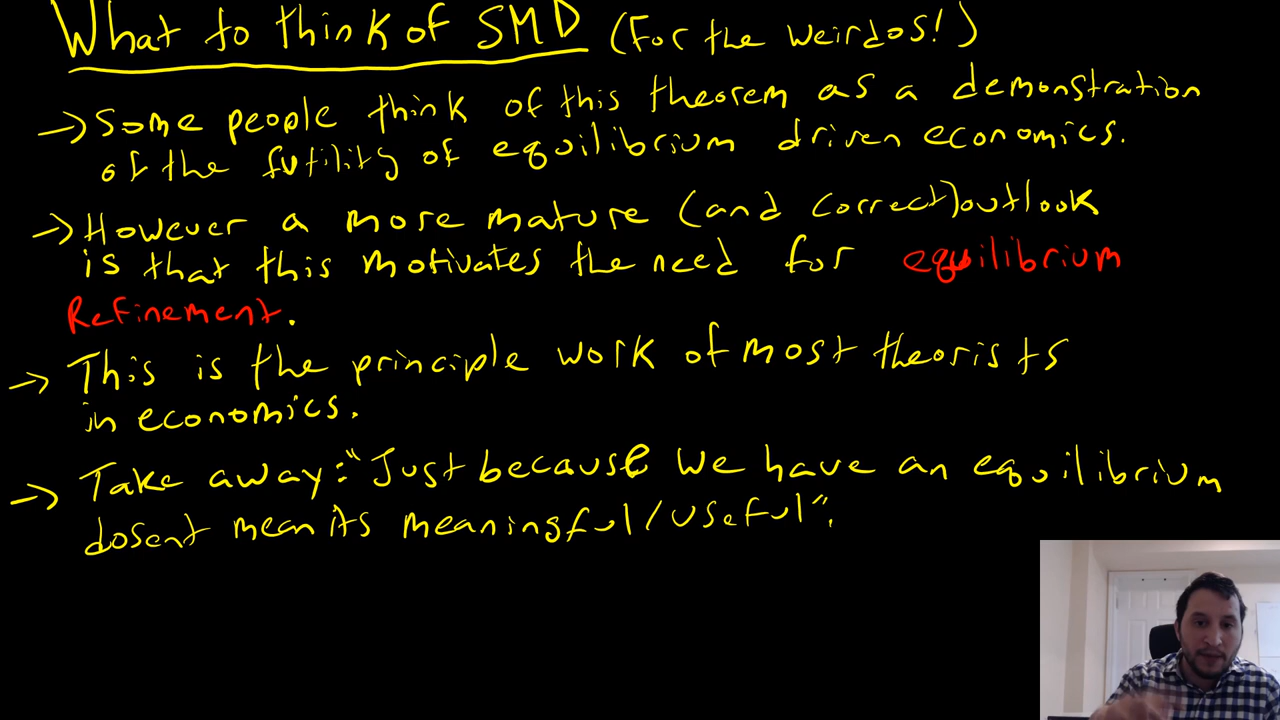 What to think of SMD (For the weirdos!)
→ Some people think of this theorem as a demonstration
of the futility of equilibrium driven economics.
→ However a more mature (and correct) outlook
is that this motivates the need for equilibrium
Refinement.
→ This is the principle work of most theorists
in economics.
→ Take away: "Just because we have an equilibrium
dosent mean its meaningful/useful".